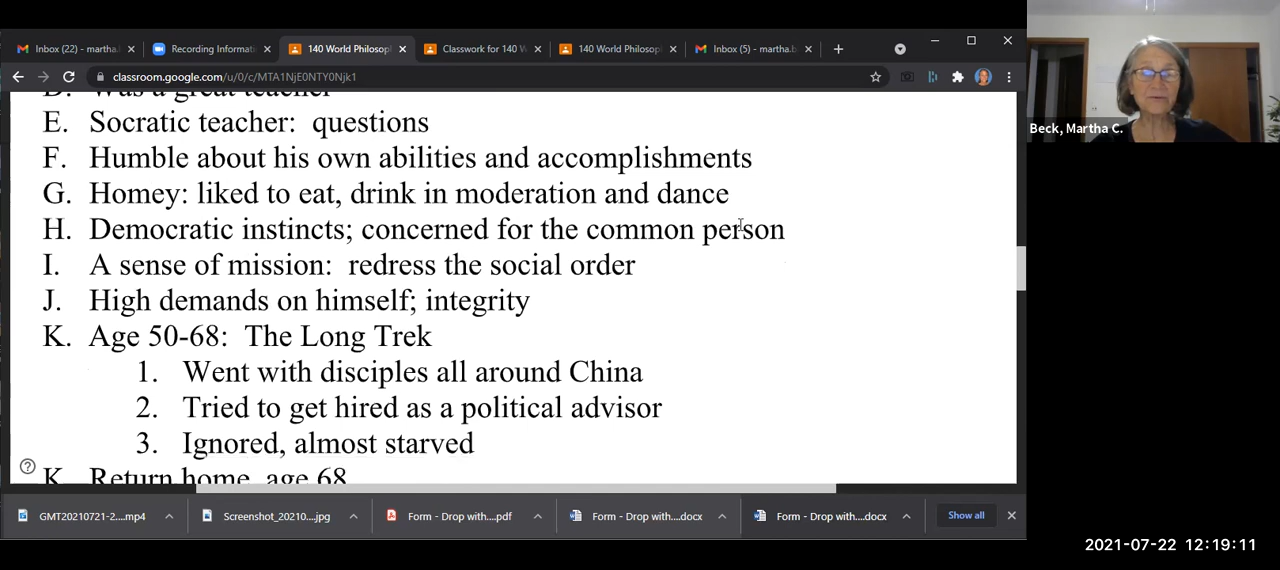 Inbox (22) - martha.
Recording Informati
140 World Philosoph
Classwork for 140 W
140 World Philosoph
Inbox (5) - martha.b
classroom.google.com/u/0/c/MTA1NjE0NTY0Njk1
D. Was a great teacher
E. Socratic teacher: questions
F. Humble about his own abilities and accomplishments
G. Homey: liked to eat, drink in moderation and dance
H. Democratic instincts; concerned for the common person
I. A sense of mission: redress the social order
J. High demands on himself; integrity
K. Age 50-68: The Long Trek
1. Went with disciples all around China
2. Tried to get hired as a political advisor
3. Ignored, almost starved
K. Return home, age 68
Beck, Martha C.
GMT20210721-2....mp4
Screenshot_20210....jpg
Form - Drop with....pdf
Form - Drop with....docx
Form - Drop with....docx
Show all
2021-07-22 12:19:11